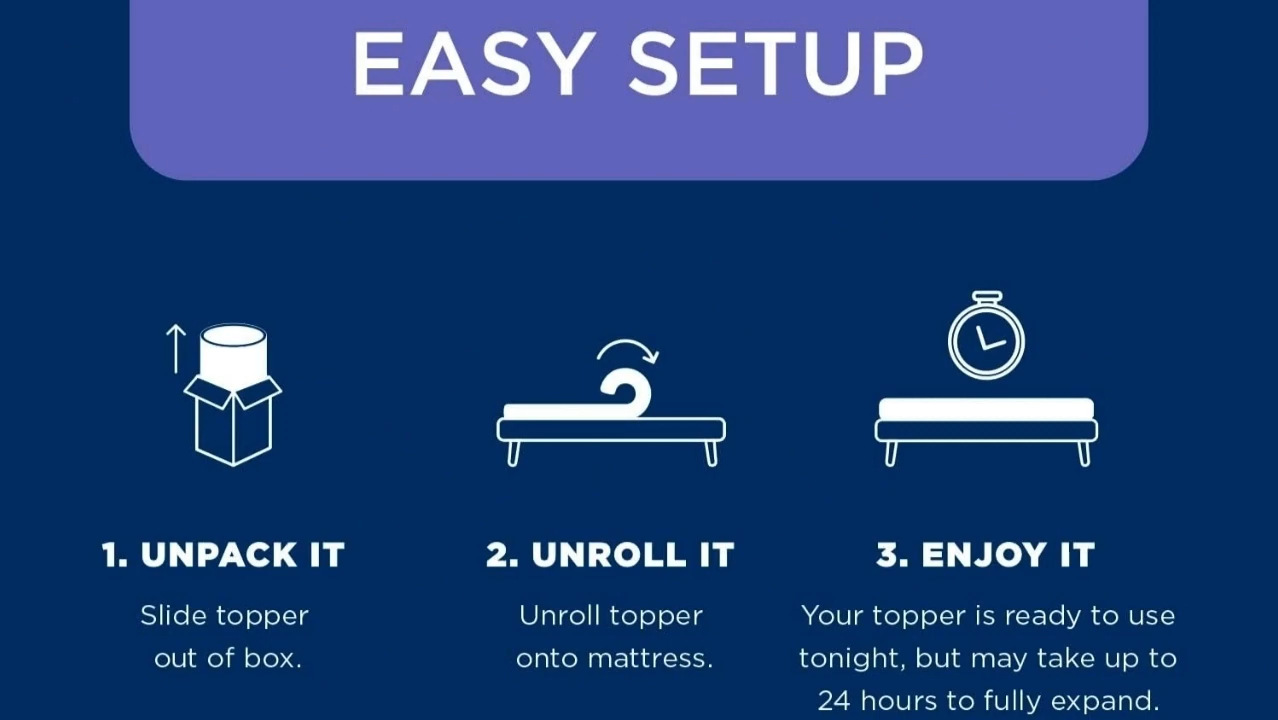 EASY SETUP
1. UNPACK IT
Slide topper
out of box.
2. UNROLL IT
Unroll topper
onto mattress.
3. ENJOY IT
Your topper is ready to use
tonight, but may take up to
24 hours to fully expand.